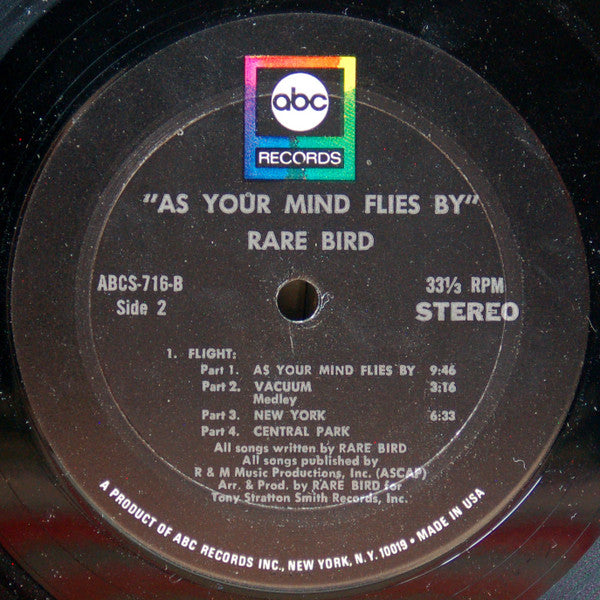 abc
RECORDS
"AS YOUR MIND FLIES BY"
RARE BIRD
ABCS-716-B
Side 2
33⅓ RPM
STEREO
1. FLIGHT:
Part 1. AS YOUR MIND FLIES BY 9:46
Part 2. VACUUM 3:16
Medley
Part 3. NEW YORK 6:33
Part 4. CENTRAL PARK
All songs written by RARE BIRD
All songs published by
R & M Music Productions, Inc. (ASCAP)
Arr. & Prod. by RARE BIRD for
Tony Stratton Smith Records, Inc.
A PRODUCT OF ABC RECORDS INC., NEW YORK, N.Y. 10019 • MADE IN USA